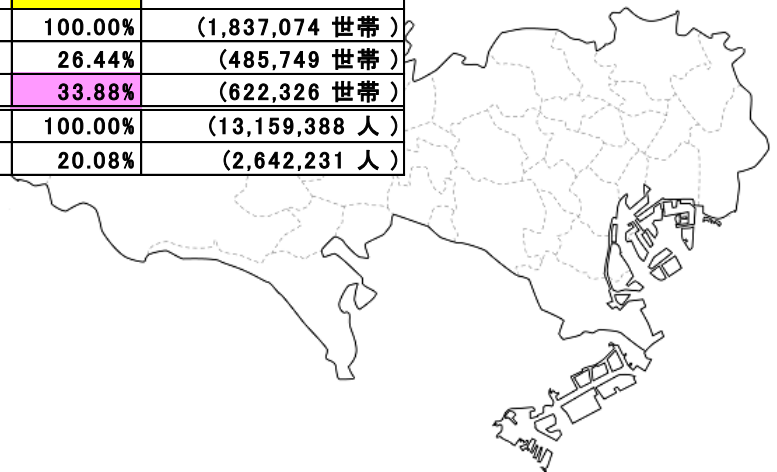 100.00% (1,837,074 世帯 )
26.44% (485,749 世帯 )
33.88% (622,326 世帯 )
100.00% (13,159,388 人 )
20.08% (2,642,231 人 )